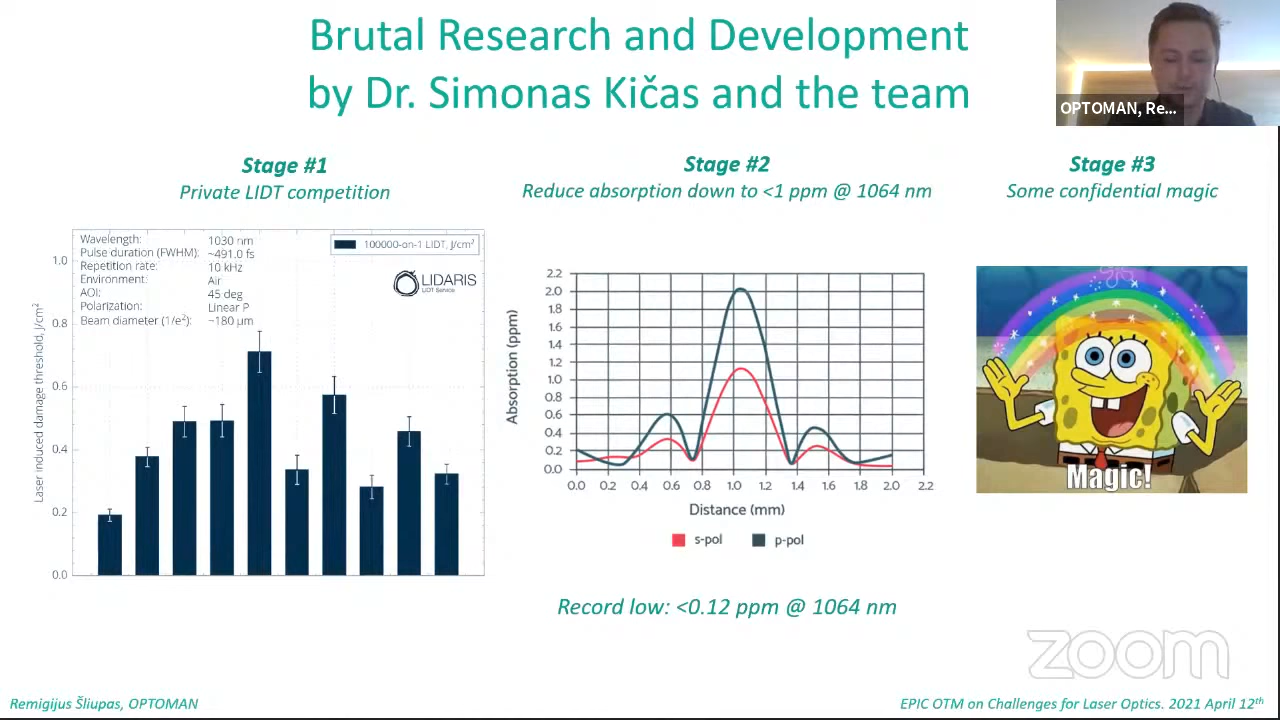 Brutal Research and Development
by Dr. Simonas Kičas and the team
OPTOMAN, Re...
Stage #1
Private LIDT competition
Stage #2
Reduce absorption down to <1 ppm @ 1064 nm
Stage #3
Some confidential magic
Wavelength: 1030 nm
Pulse duration (FWHM): ~491.0 fs
Repetition rate: 10 kHz
Environment: Air
AOI: 45 deg
Polarization: Linear P
Beam diameter (1/e²): ~180 µm
100000-on-1 LIDT, J/cm²
LIDARIS
LIDT Service
Laser induced damage threshold, J/cm²
1.0
0.8
0.6
0.4
0.2
0.0
Absorption (ppm)
2.2
2.0
1.8
1.6
1.4
1.2
1.0
0.8
0.6
0.4
0.2
0.0
0.0 0.2 0.4 0.6 0.8 1.0 1.2 1.4 1.6 1.8 2.0 2.2
Distance (mm)
s-pol p-pol
Magic!
Record low: <0.12 ppm @ 1064 nm
zoom
Remigijus Šliupas, OPTOMAN
EPIC OTM on Challenges for Laser Optics. 2021 April 12th